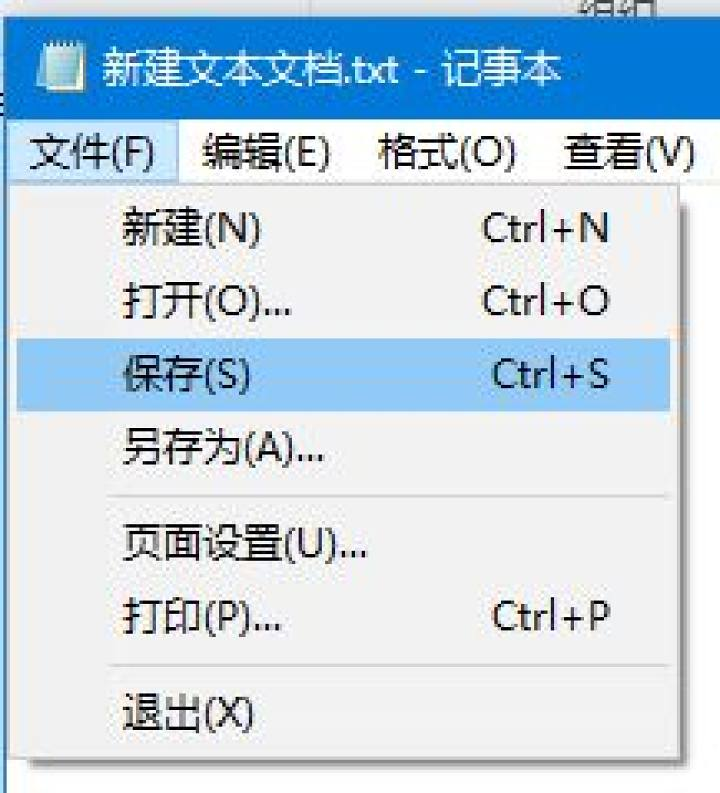 新建文本文档.txt - 记事本
文件(F) 编辑(E) 格式(O) 查看(V)
新建(N) Ctrl+N
打开(O)... Ctrl+O
保存(S) Ctrl+S
另存为(A)...
页面设置(U)...
打印(P)... Ctrl+P
退出(X)